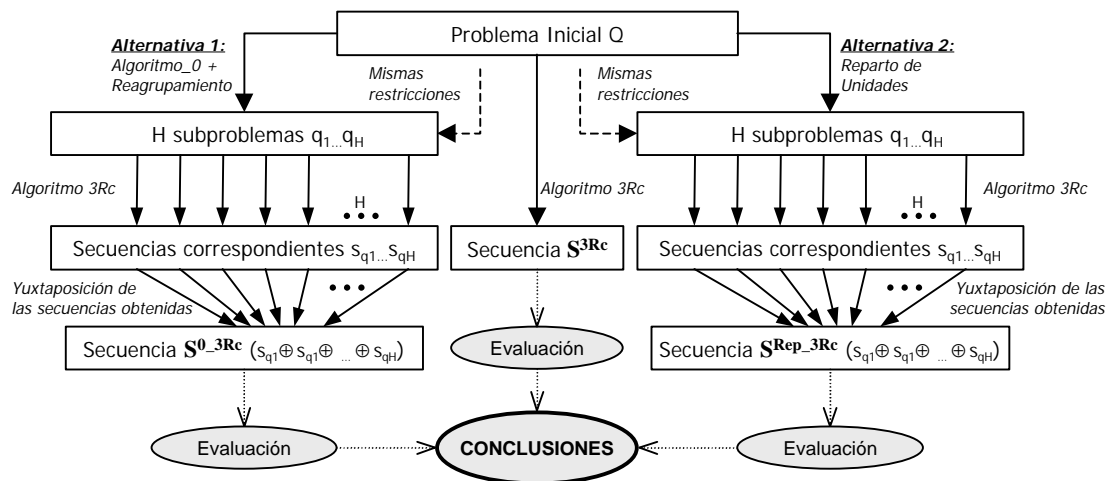 Problema Inicial Q
Alternativa 1:
Algoritmo_0 +
Reagrupamiento
Mismas
restricciones
Mismas
restricciones
Alternativa 2:
Reparto de
Unidades
H subproblemas q1...qH
H subproblemas q1...qH
Algoritmo 3Rc
H
•••
Algoritmo 3Rc
H
•••
Algoritmo 3Rc
Secuencias correspondientes sq1...sqH
Secuencia S3Rc
Secuencias correspondientes sq1...sqH
Yuxtaposición de
las secuencias obtenidas
•••
•••
Yuxtaposición de las
secuencias obtenidas
Secuencia S0_3Rc (sq1⊕ sq1⊕ ... ⊕ sqH)
Evaluación
Secuencia SRep_3Rc (sq1⊕ sq1⊕ ... ⊕ sqH)
Evaluación
CONCLUSIONES
Evaluación